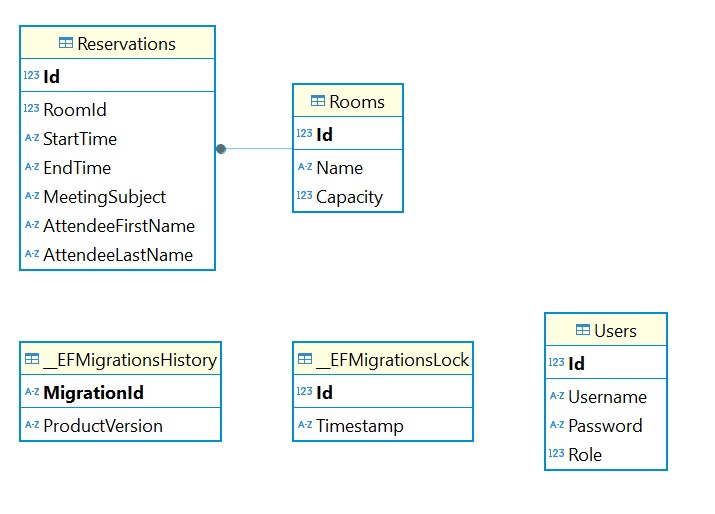 Reservations
123 Id
123 RoomId
A-Z StartTime
A-Z EndTime
A-Z MeetingSubject
A-Z AttendeeFirstName
A-Z AttendeeLastName
Rooms
123 Id
A-Z Name
123 Capacity
__EFMigrationsHistory
A-Z MigrationId
A-Z ProductVersion
__EFMigrationsLock
123 Id
A-Z Timestamp
Users
123 Id
A-Z Username
A-Z Password
123 Role